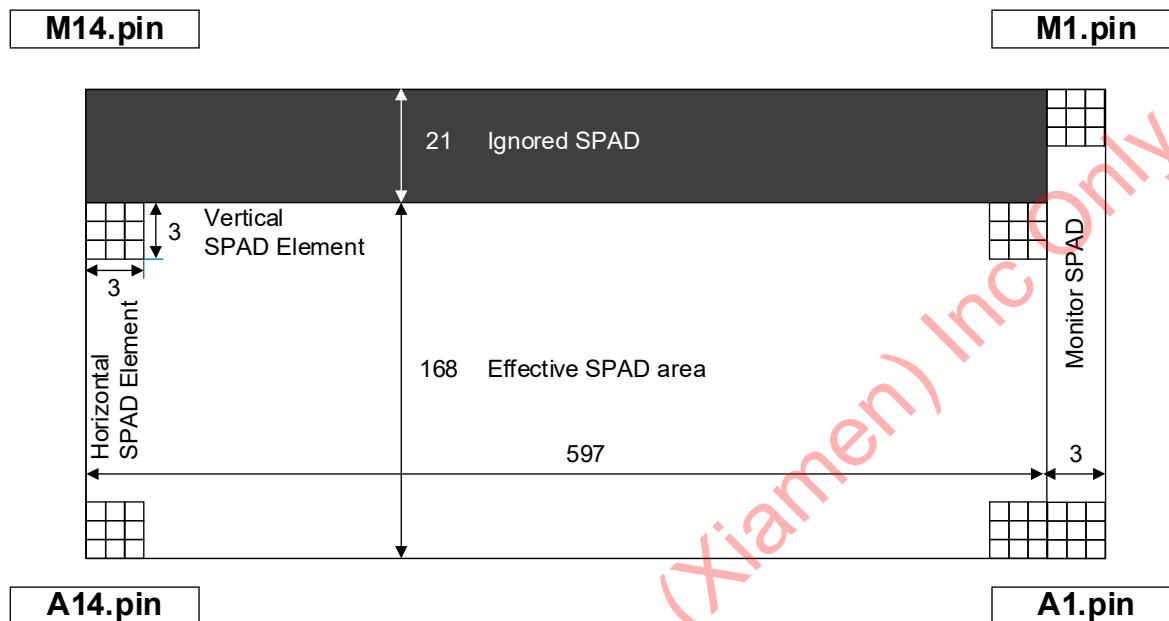 M14.pin
M1.pin
21 Ignored SPAD
3
Vertical
SPAD Element
3
Horizontal
SPAD Element
Monitor SPAD
168 Effective SPAD area
597
3
A14.pin
A1.pin
(Xiamen) Inc Only